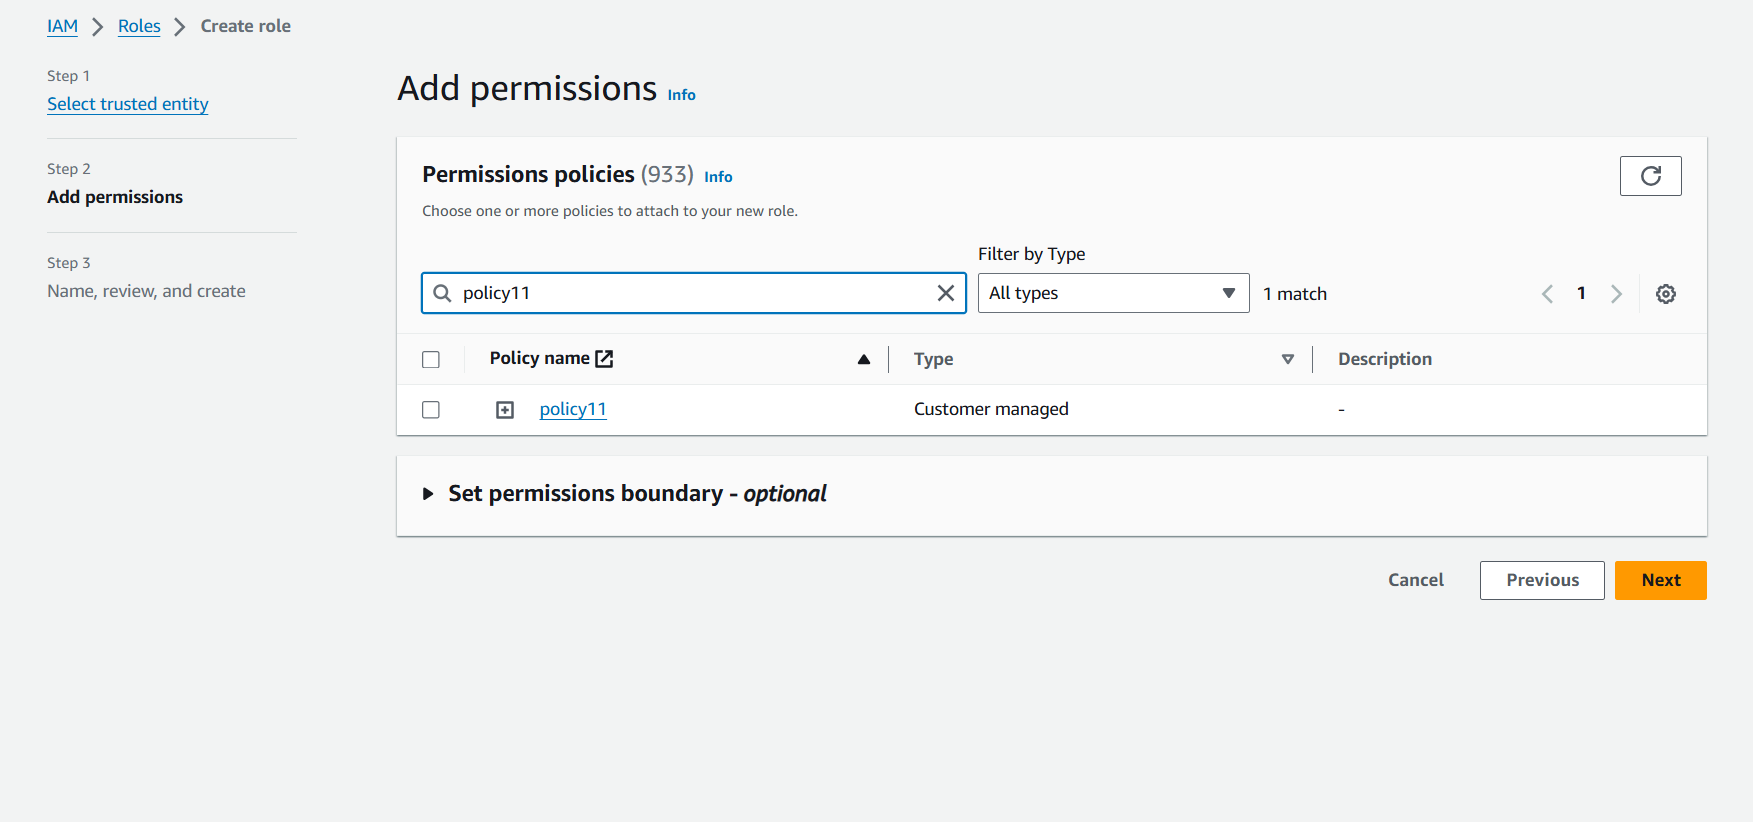 IAM > Roles > Create role
Step 1
Select trusted entity
Step 2
Add permissions
Step 3
Name, review, and create
Add permissions Info
Permissions policies (933) Info
Choose one or more policies to attach to your new role.
Filter by Type
policy11 All types 1 match 1
Policy name Type Description
policy11 Customer managed -
Set permissions boundary - optional
Cancel Previous Next